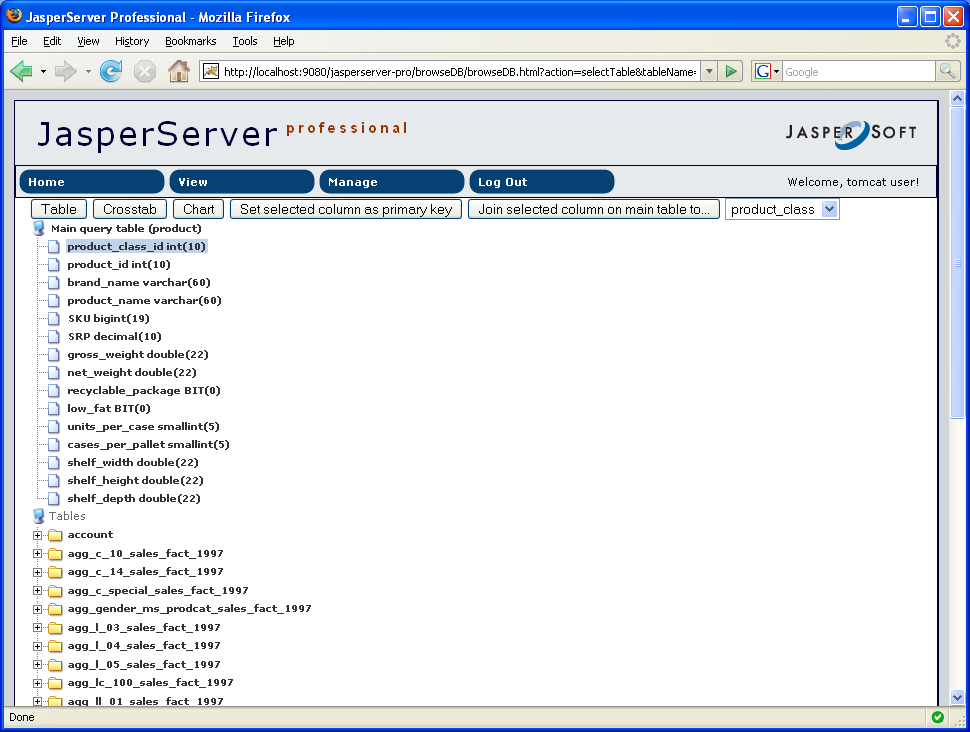 JasperServer Professional - Mozilla Firefox
File Edit View History Bookmarks Tools Help
http://localhost:9080/jasperserver-pro/browseDB/browseDB.html?action=selectTable&tableName= G Google
JasperServer professional JASPER SOFT
Home View Manage Log Out Welcome, tomcat user!
Table Crosstab Chart Set selected column as primary key Join selected column on main table to... product_class
Main query table (product)
product_class_id int(10)
product_id int(10)
brand_name varchar(60)
product_name varchar(60)
SKU bigint(19)
SRP decimal(10)
gross_weight double(22)
net_weight double(22)
recyclable_package BIT(0)
low_fat BIT(0)
units_per_case smallint(5)
cases_per_pallet smallint(5)
shelf_width double(22)
shelf_height double(22)
shelf_depth double(22)
Tables
account
agg_c_10_sales_fact_1997
agg_c_14_sales_fact_1997
agg_c_special_sales_fact_1997
agg_gender_ms_prodcat_sales_fact_1997
agg_l_03_sales_fact_1997
agg_l_04_sales_fact_1997
agg_l_05_sales_fact_1997
agg_lc_100_sales_fact_1997
agg_ll_01_sales_fact_1997
Done